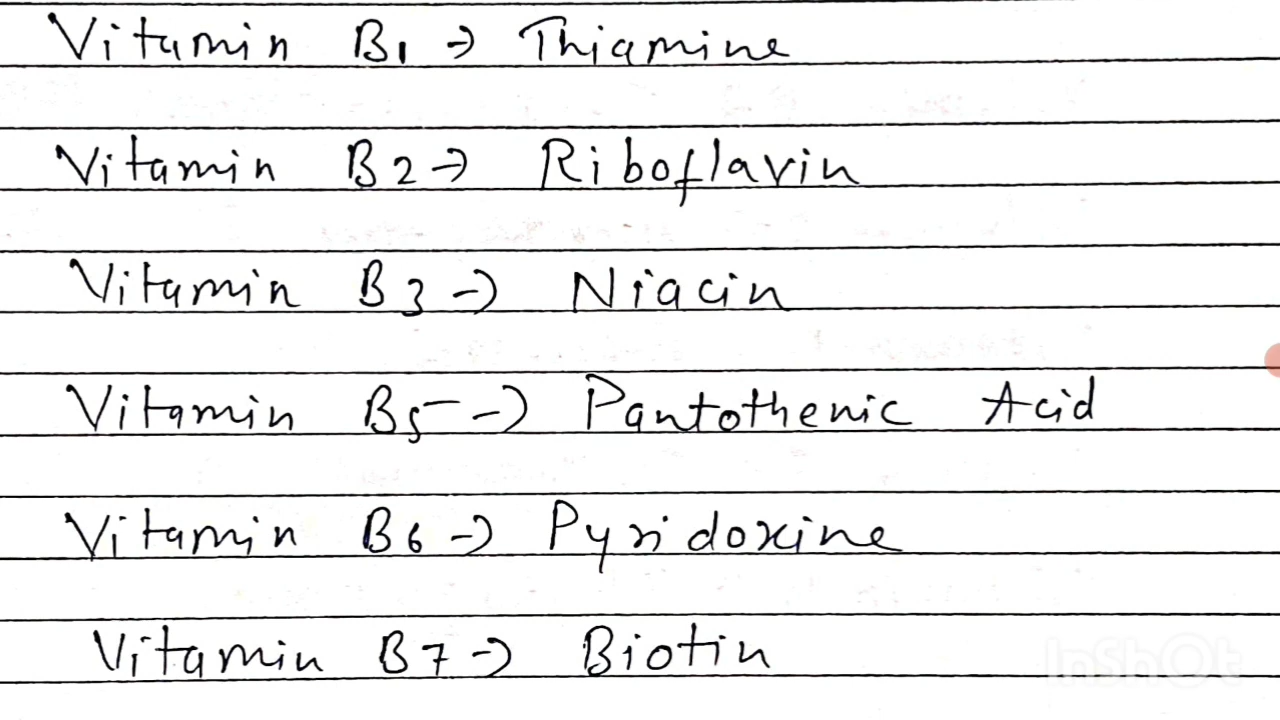 Vitamin B1 → Thiamine
Vitamin B2 → Riboflavin
Vitamin B3 → Niacin
Vitamin B5 → Pantothenic Acid
Vitamin B6 → Pyridoxine
Vitamin B7 → Biotin
InShOt